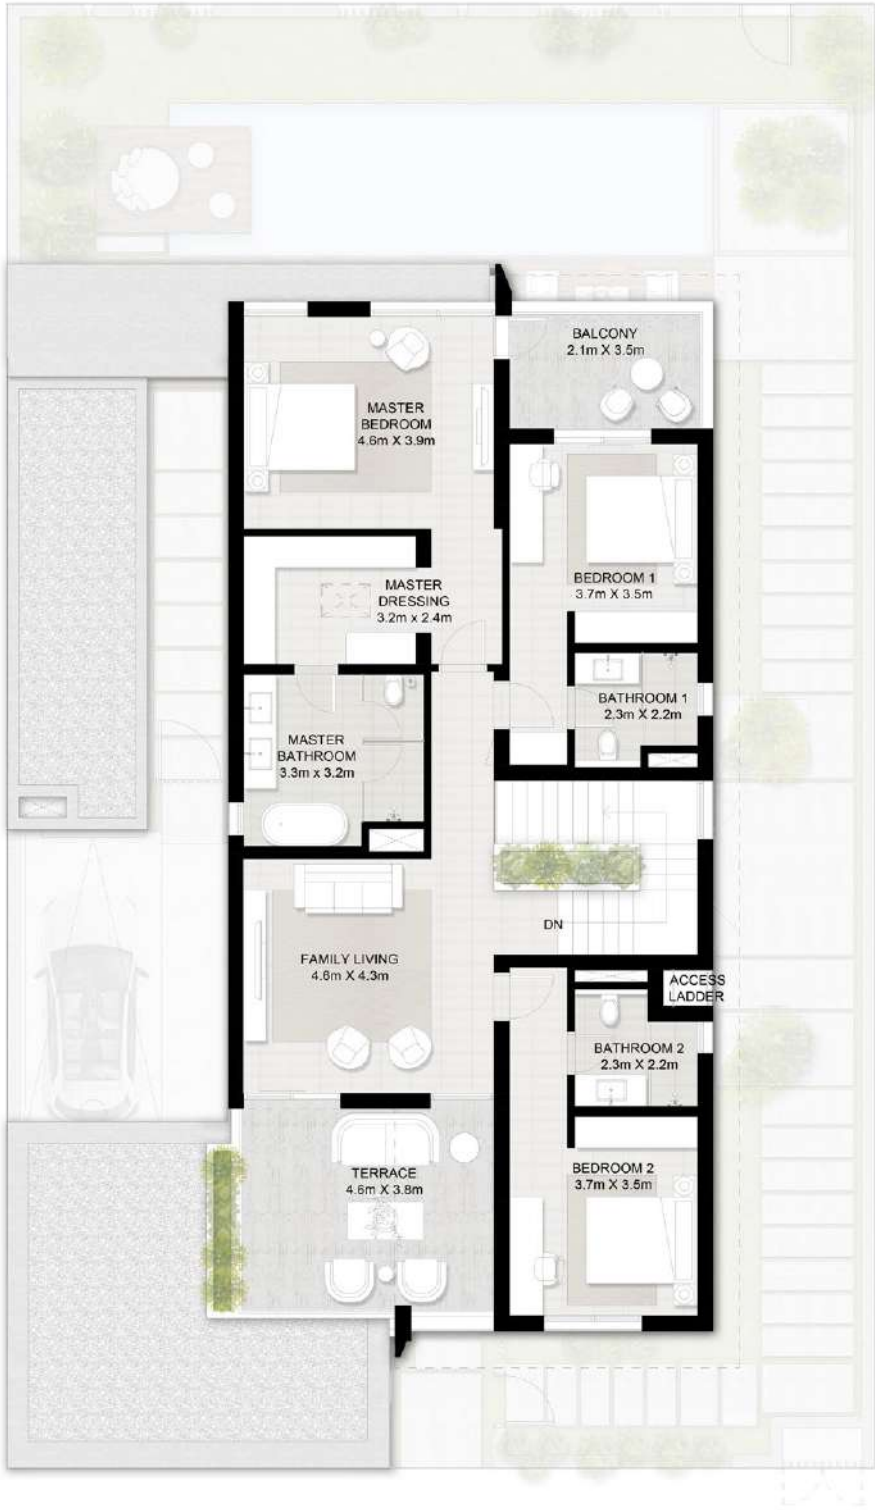 BALCONY
2.1m X 3.5m
MASTER
BEDROOM
4.6m X 3.9m
BEDROOM 1
3.7m X 3.5m
MASTER
DRESSING
3.2m x 2.4m
BATHROOM 1
2.3m X 2.2m
MASTER
BATHROOM
3.3m x 3.2m
DN
FAMILY LIVING
4.6m X 4.3m
ACCESS
LADDER
BATHROOM 2
2.3m X 2.2m
TERRACE
4.6m X 3.8m
BEDROOM 2
3.7m X 3.5m